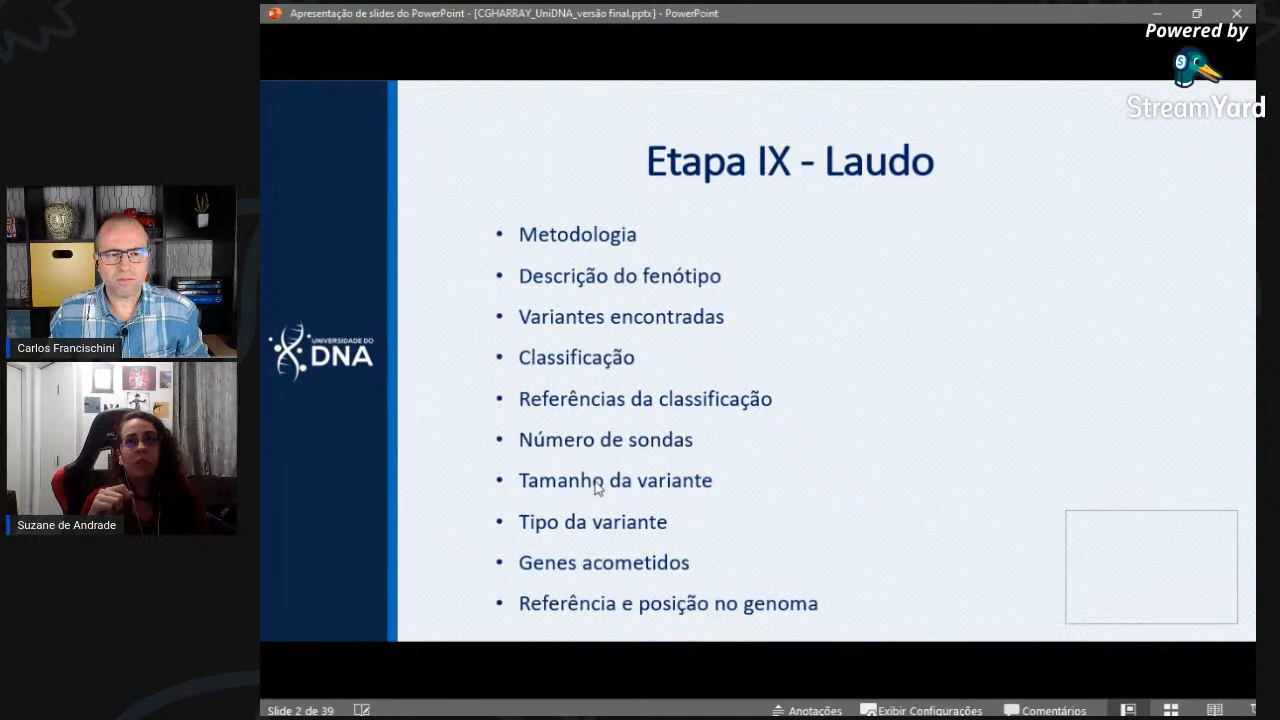 Apresentação de slides do PowerPoint - [CGHARRAY_UniDNA_versão final.pptx] - PowerPoint
Powered by
StreamYard
Etapa IX - Laudo
• Metodologia
• Descrição do fenótipo
• Variantes encontradas
• Classificação
• Referências da classificação
• Número de sondas
• Tamanho da variante
• Tipo da variante
• Genes acometidos
• Referência e posição no genoma
UNIVERSIDADE DO
DNA
Carlos Francischini
Suzane de Andrade
Slide 2 de 39
Anotações
Exibir Configurações
Comentários